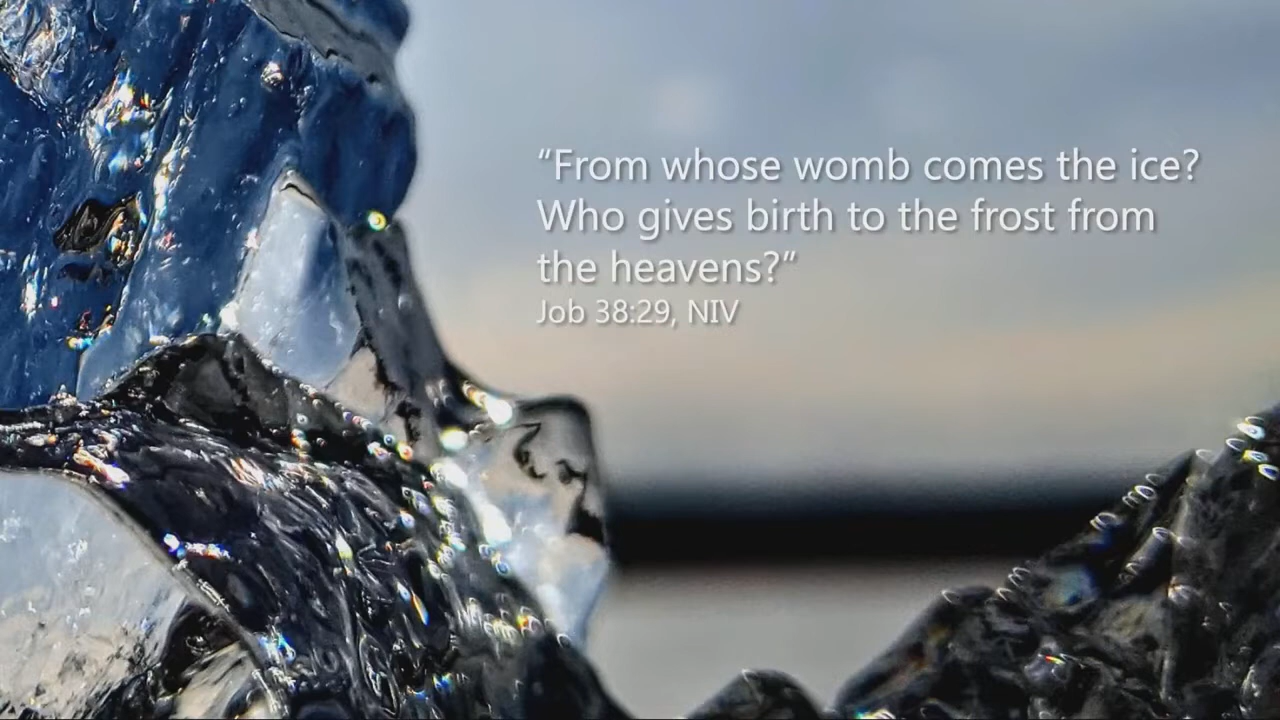 “From whose womb comes the ice?
Who gives birth to the frost from
the heavens?”
Job 38:29, NIV